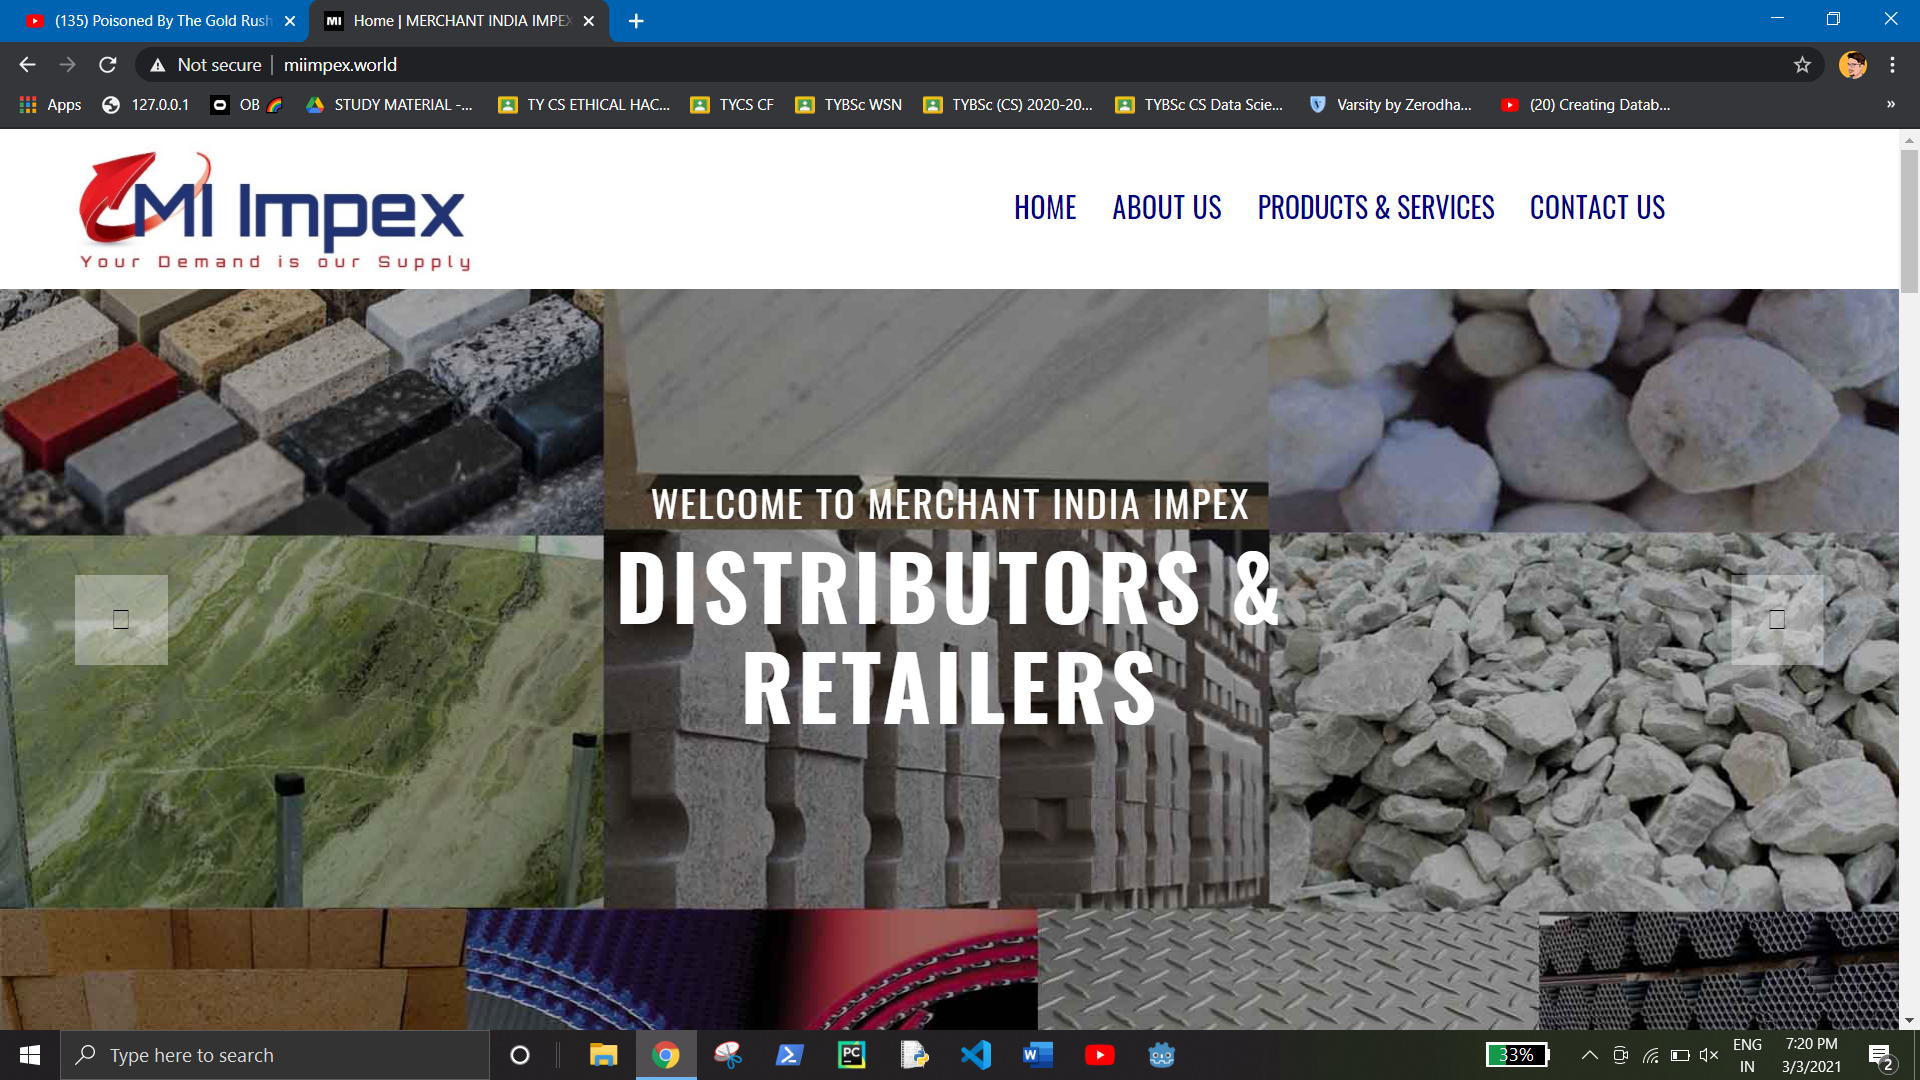 (135) Poisoned By The Gold Rush
Home | MERCHANT INDIA IMPEX
Not secure
miimpex.world
Apps
127.0.0.1
OB 🌈
STUDY MATERIAL -...
TY CS ETHICAL HAC...
TYCS CF
TYBSc WSN
TYBSc (CS) 2020-20...
TYBSc CS Data Scie...
Varsity by Zerodha...
(20) Creating Datab...
»
MI Impex
Your Demand is our Supply
HOME ABOUT US PRODUCTS & SERVICES CONTACT US
WELCOME TO MERCHANT INDIA IMPEX
DISTRIBUTORS &
RETAILERS
Type here to search
33%
ENG
IN
7:20 PM
3/3/2021
2